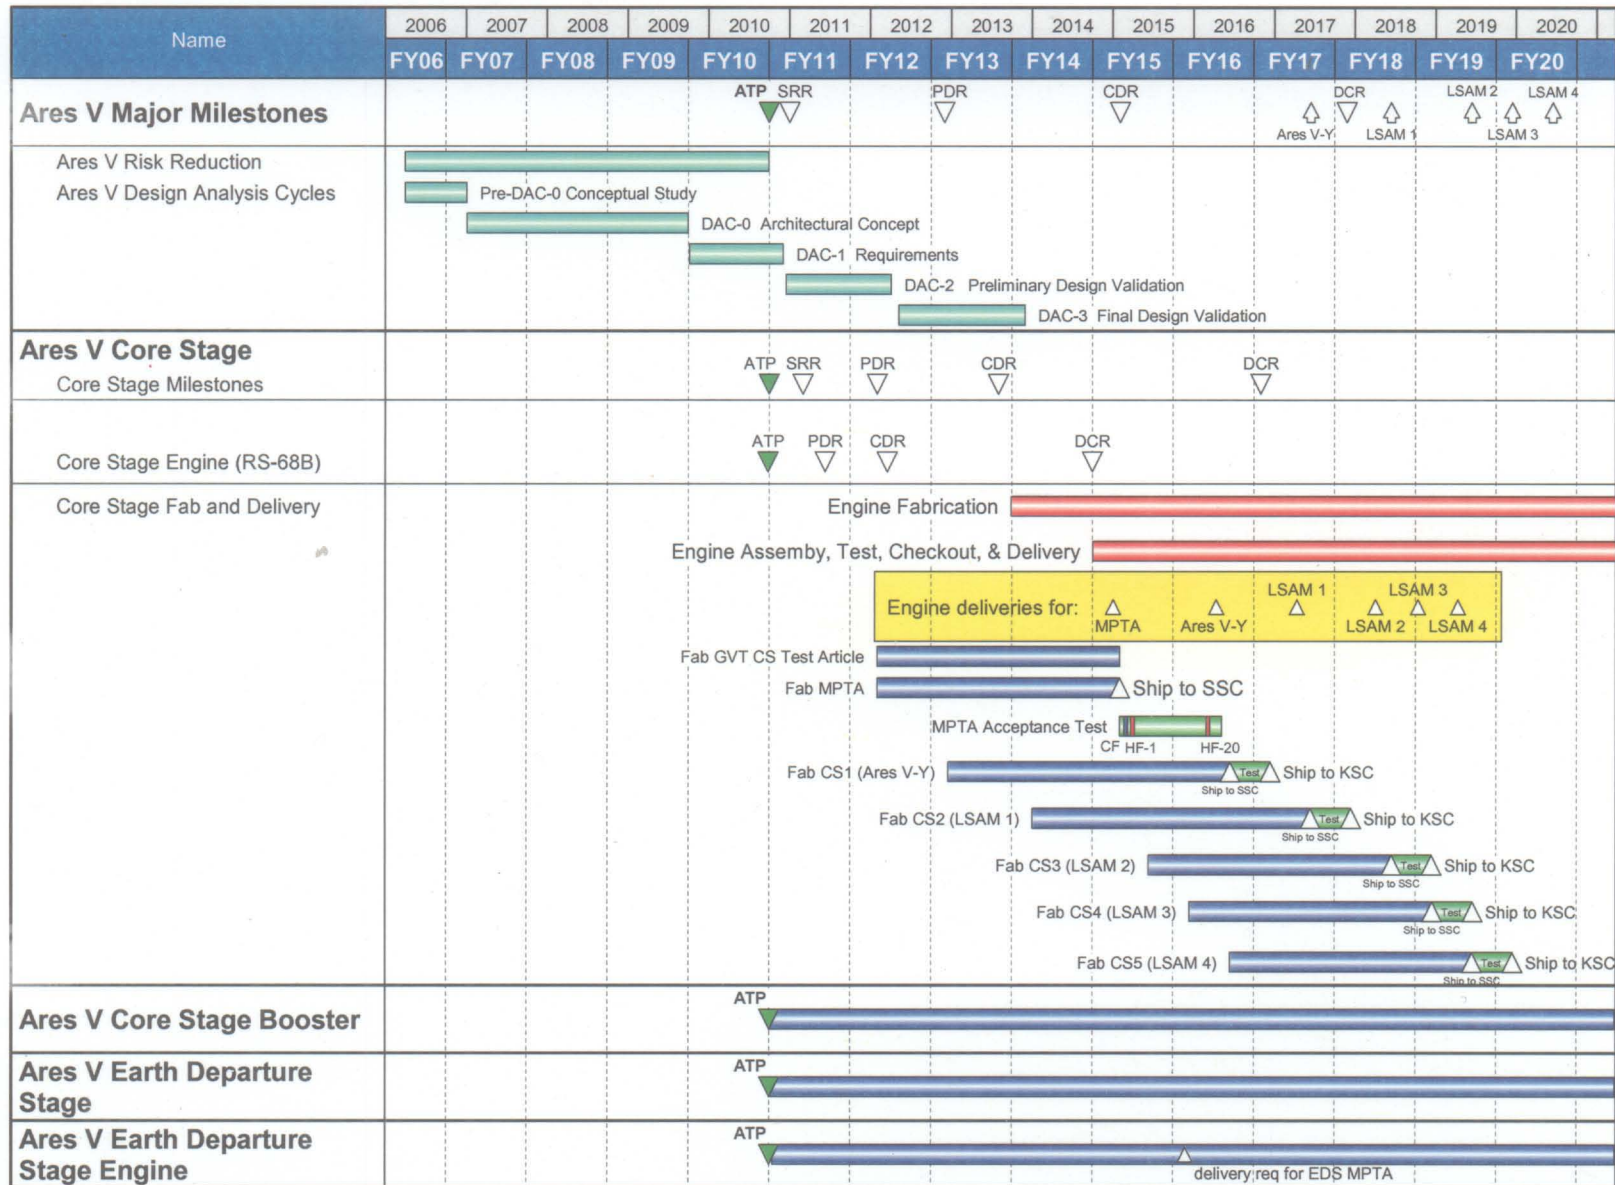 Name
2006 2007 2008 2009 2010 2011 2012 2013 2014 2015 2016 2017 2018 2019 2020
FY06 FY07 FY08 FY09 FY10 FY11 FY12 FY13 FY14 FY15 FY16 FY17 FY18 FY19 FY20
Ares V Major Milestones
ATP SRR PDR CDR DCR LSAM 2 LSAM 4
Ares V-Y LSAM 1 LSAM 3
Ares V Risk Reduction
Ares V Design Analysis Cycles
Pre-DAC-0 Conceptual Study
DAC-0 Architectural Concept
DAC-1 Requirements
DAC-2 Preliminary Design Validation
DAC-3 Final Design Validation
Ares V Core Stage
ATP SRR PDR CDR DCR
Core Stage Milestones
ATP PDR CDR DCR
Core Stage Engine (RS-68B)
Core Stage Fab and Delivery
Engine Fabrication
Engine Assemby, Test, Checkout, & Delivery
LSAM 1 LSAM 3
Engine deliveries for:
MPTA Ares V-Y LSAM 2 LSAM 4
Fab GVT CS Test Article
Fab MPTA Ship to SSC
MPTA Acceptance Test
CF HF-1 HF-20
Fab CS1 (Ares V-Y) Test Ship to KSC
Ship to SSC
Fab CS2 (LSAM 1) Test Ship to KSC
Ship to SSC
Fab CS3 (LSAM 2) Test Ship to KSC
Ship to SSC
Fab CS4 (LSAM 3) Test Ship to KSC
Ship to SSC
Fab CS5 (LSAM 4) Test Ship to KSC
Ship to SSC
ATP
Ares V Core Stage Booster
ATP
Ares V Earth Departure
Stage
ATP
Ares V Earth Departure
Stage Engine
delivery req for EDS MPTA